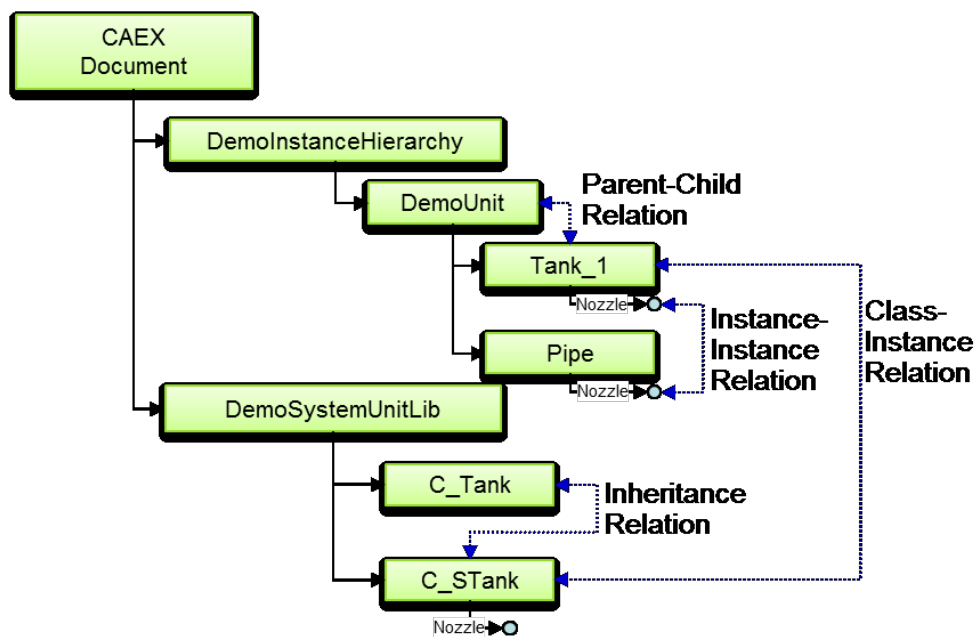 CAEX
Document
DemoInstanceHierarchy
DemoUnit
Parent-Child
Relation
Tank_1
Nozzle
Instance-
Instance
Relation
Class-
Instance
Relation
Pipe
Nozzle
DemoSystemUnitLib
C_Tank
Inheritance
Relation
C_STank
Nozzle